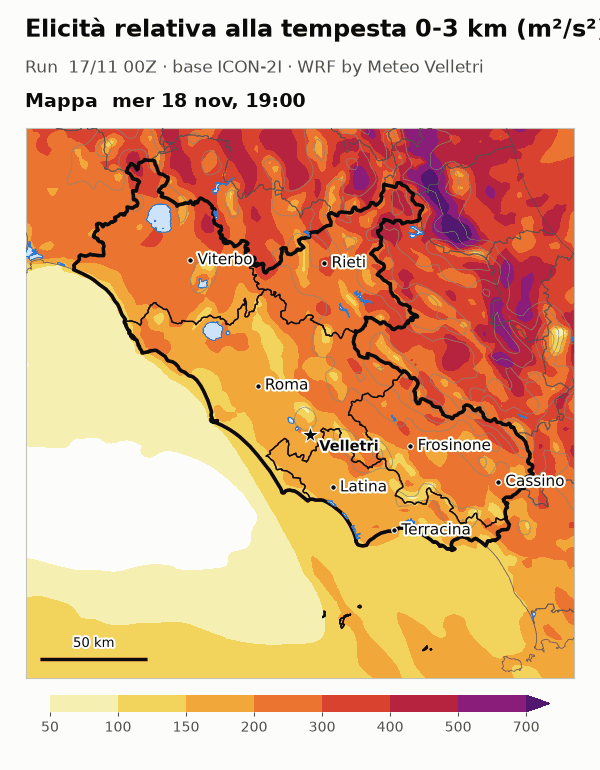 Elicità relativa alla tempesta 0-3 km (m²/s²)
Run 17/11 00Z · base ICON-2I · WRF by Meteo Velletri
Mappa mer 18 nov, 19:00
Viterbo
Rieti
Roma
Velletri
Frosinone
Cassino
Latina
Terracina
50 km
50 100 150 200 300 400 500 700